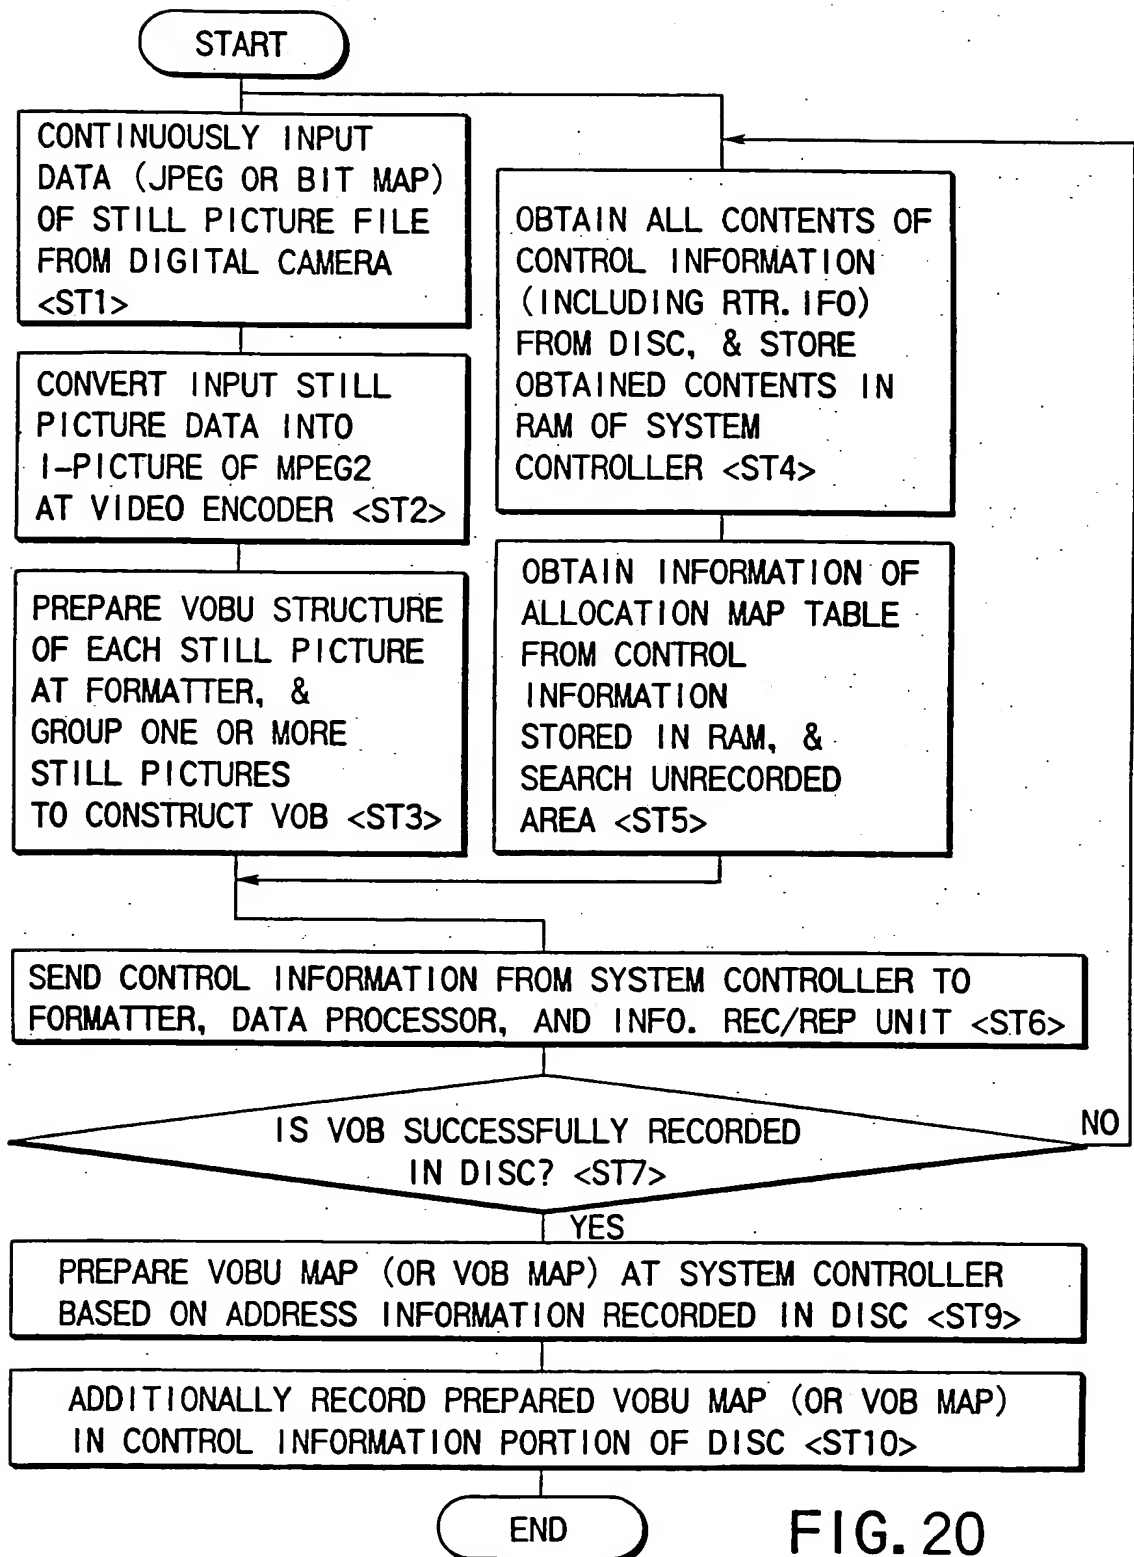 START
CONTINUOUSLY INPUT
DATA (JPEG OR BIT MAP)
OF STILL PICTURE FILE
FROM DIGITAL CAMERA
<ST1>
CONVERT INPUT STILL
PICTURE DATA INTO
I-PICTURE OF MPEG2
AT VIDEO ENCODER <ST2>
PREPARE VOBU STRUCTURE
OF EACH STILL PICTURE
AT FORMATTER, &
GROUP ONE OR MORE
STILL PICTURES
TO CONSTRUCT VOB <ST3>
OBTAIN ALL CONTENTS OF
CONTROL INFORMATION
(INCLUDING RTR. IFO)
FROM DISC, & STORE
OBTAINED CONTENTS IN
RAM OF SYSTEM
CONTROLLER <ST4>
OBTAIN INFORMATION OF
ALLOCATION MAP TABLE
FROM CONTROL
INFORMATION
STORED IN RAM, &
SEARCH UNRECORDED
AREA <ST5>
SEND CONTROL INFORMATION FROM SYSTEM CONTROLLER TO
FORMATTER, DATA PROCESSOR, AND INFO. REC/REP UNIT <ST6>
IS VOB SUCCESSFULLY RECORDED
IN DISC? <ST7>
NO
YES
PREPARE VOBU MAP (OR VOB MAP) AT SYSTEM CONTROLLER
BASED ON ADDRESS INFORMATION RECORDED IN DISC <ST9>
ADDITIONALLY RECORD PREPARED VOBU MAP (OR VOB MAP)
IN CONTROL INFORMATION PORTION OF DISC <ST10>
END
FIG. 20